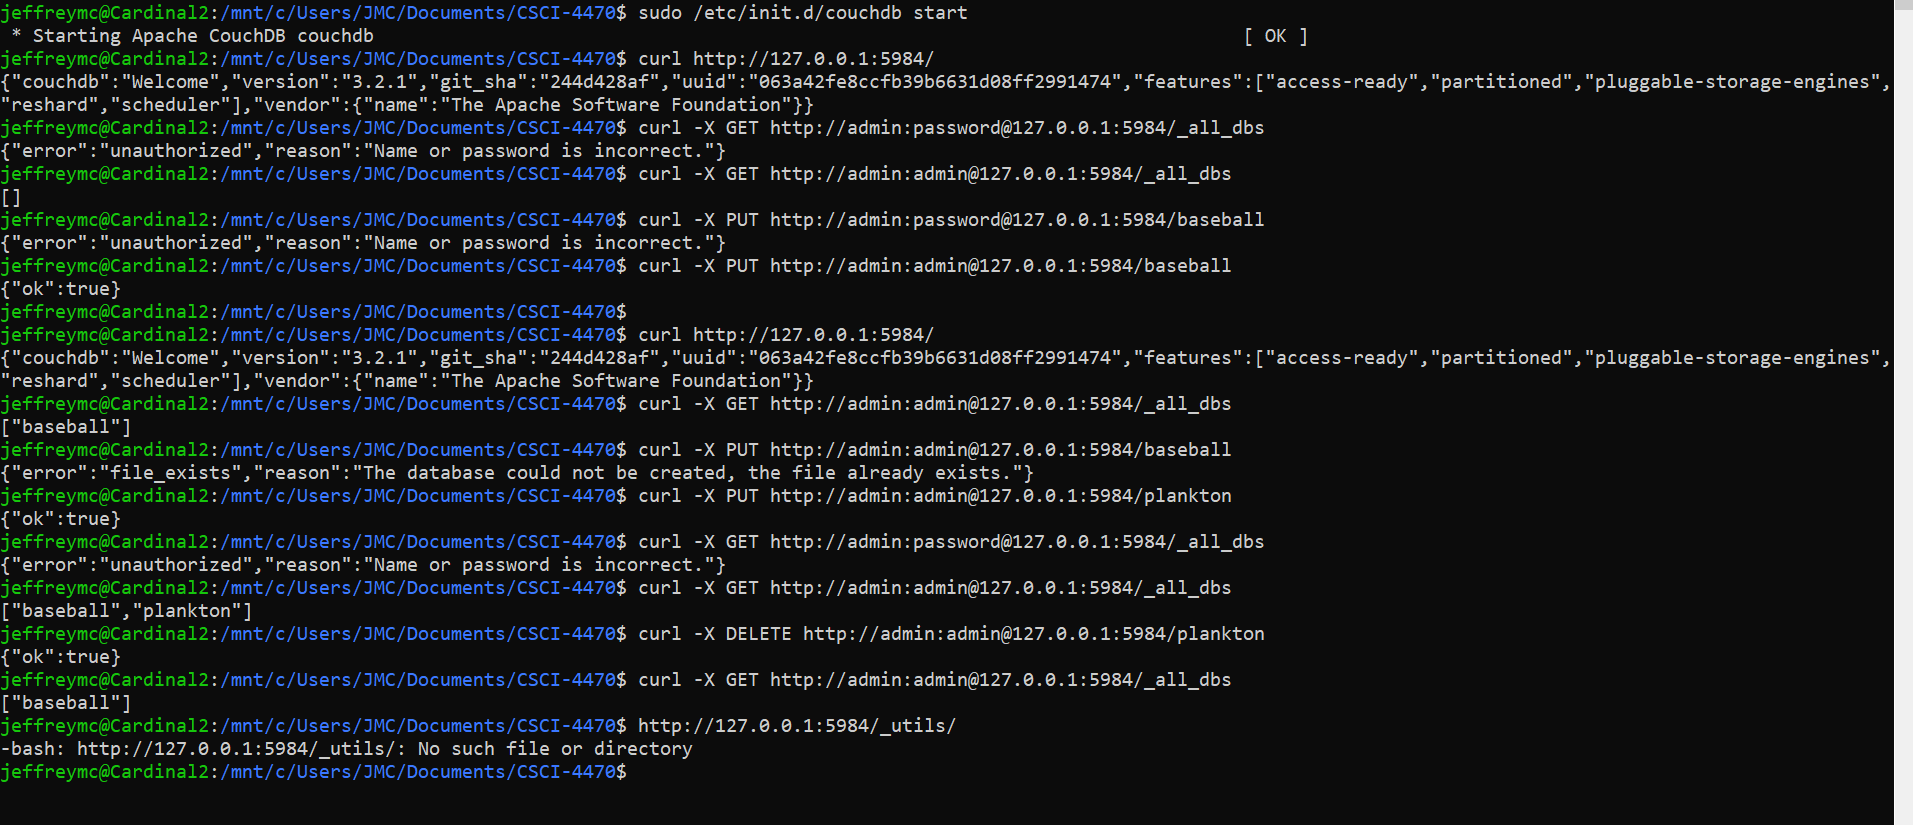 jeffreymc@Cardinal2:/mnt/c/Users/JMC/Documents/CSCI-4470$ sudo /etc/init.d/couchdb start
 * Starting Apache CouchDB couchdb                                                                               [ OK ]
jeffreymc@Cardinal2:/mnt/c/Users/JMC/Documents/CSCI-4470$ curl http://127.0.0.1:5984/
{"couchdb":"Welcome","version":"3.2.1","git_sha":"244d428af","uuid":"063a42fe8ccfb39b6631d08ff2991474","features":["access-ready","partitioned","pluggable-storage-engines",
"reshard","scheduler"],"vendor":{"name":"The Apache Software Foundation"}}
jeffreymc@Cardinal2:/mnt/c/Users/JMC/Documents/CSCI-4470$ curl -X GET http://admin:password@127.0.0.1:5984/_all_dbs
{"error":"unauthorized","reason":"Name or password is incorrect."}
jeffreymc@Cardinal2:/mnt/c/Users/JMC/Documents/CSCI-4470$ curl -X GET http://admin:admin@127.0.0.1:5984/_all_dbs
[]
jeffreymc@Cardinal2:/mnt/c/Users/JMC/Documents/CSCI-4470$ curl -X PUT http://admin:password@127.0.0.1:5984/baseball
{"error":"unauthorized","reason":"Name or password is incorrect."}
jeffreymc@Cardinal2:/mnt/c/Users/JMC/Documents/CSCI-4470$ curl -X PUT http://admin:admin@127.0.0.1:5984/baseball
{"ok":true}
jeffreymc@Cardinal2:/mnt/c/Users/JMC/Documents/CSCI-4470$
jeffreymc@Cardinal2:/mnt/c/Users/JMC/Documents/CSCI-4470$ curl http://127.0.0.1:5984/
{"couchdb":"Welcome","version":"3.2.1","git_sha":"244d428af","uuid":"063a42fe8ccfb39b6631d08ff2991474","features":["access-ready","partitioned","pluggable-storage-engines",
"reshard","scheduler"],"vendor":{"name":"The Apache Software Foundation"}}
jeffreymc@Cardinal2:/mnt/c/Users/JMC/Documents/CSCI-4470$ curl -X GET http://admin:admin@127.0.0.1:5984/_all_dbs
["baseball"]
jeffreymc@Cardinal2:/mnt/c/Users/JMC/Documents/CSCI-4470$ curl -X PUT http://admin:admin@127.0.0.1:5984/baseball
{"error":"file_exists","reason":"The database could not be created, the file already exists."}
jeffreymc@Cardinal2:/mnt/c/Users/JMC/Documents/CSCI-4470$ curl -X PUT http://admin:admin@127.0.0.1:5984/plankton
{"ok":true}
jeffreymc@Cardinal2:/mnt/c/Users/JMC/Documents/CSCI-4470$ curl -X GET http://admin:password@127.0.0.1:5984/_all_dbs
{"error":"unauthorized","reason":"Name or password is incorrect."}
jeffreymc@Cardinal2:/mnt/c/Users/JMC/Documents/CSCI-4470$ curl -X GET http://admin:admin@127.0.0.1:5984/_all_dbs
["baseball","plankton"]
jeffreymc@Cardinal2:/mnt/c/Users/JMC/Documents/CSCI-4470$ curl -X DELETE http://admin:admin@127.0.0.1:5984/plankton
{"ok":true}
jeffreymc@Cardinal2:/mnt/c/Users/JMC/Documents/CSCI-4470$ curl -X GET http://admin:admin@127.0.0.1:5984/_all_dbs
["baseball"]
jeffreymc@Cardinal2:/mnt/c/Users/JMC/Documents/CSCI-4470$ http://127.0.0.1:5984/_utils/
-bash: http://127.0.0.1:5984/_utils/: No such file or directory
jeffreymc@Cardinal2:/mnt/c/Users/JMC/Documents/CSCI-4470$